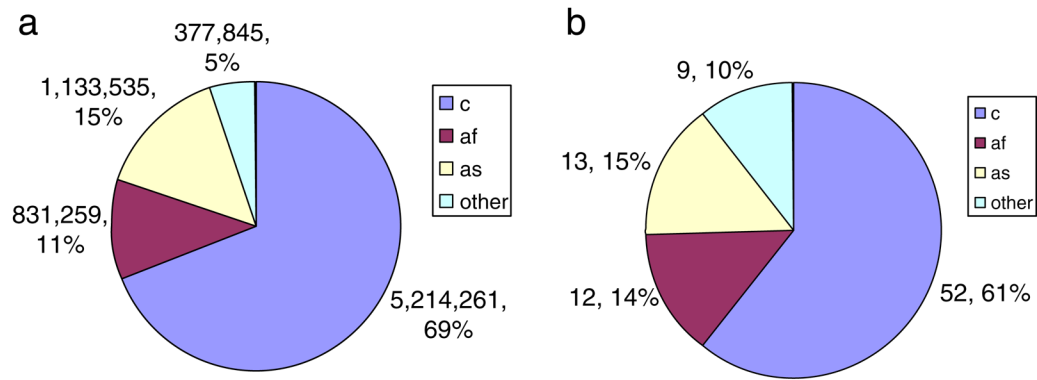 a
377,845,
5%
1,133,535,
15%
831,259,
11%
5,214,261,
69%
c
af
as
other
b
9, 10%
13, 15%
12, 14%
52, 61%
c
af
as
other